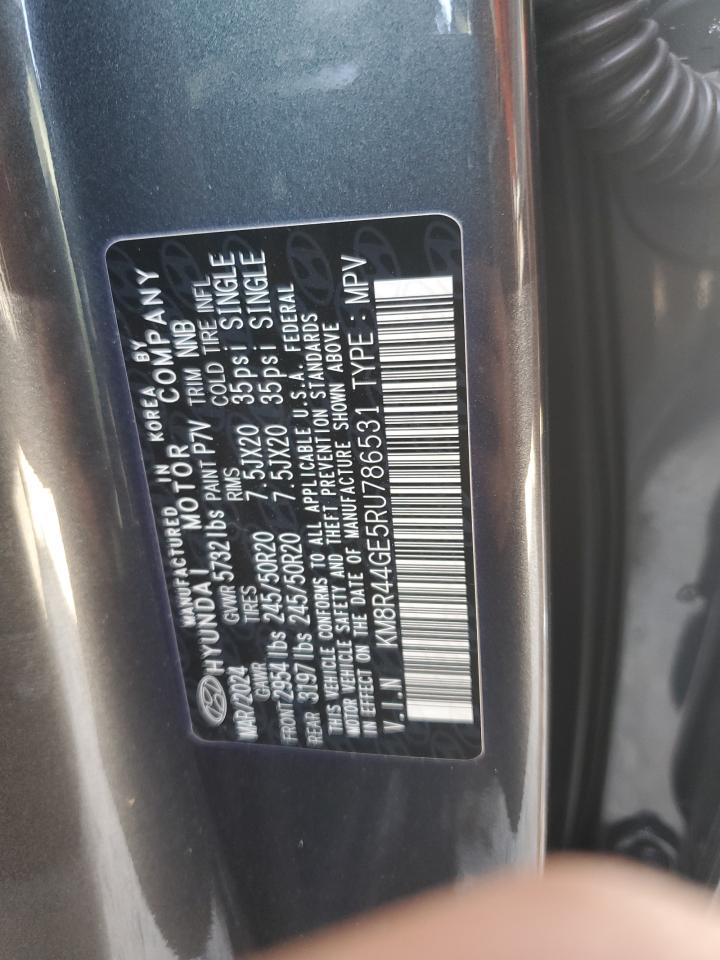 MANUFACTURED IN KOREA BY
HYUNDAI MOTOR COMPANY
MAR/2024 GVWR 5732 lbs PAINT P7V TRIM NNB
GAWR TIRES RIMS COLD TIRE INFL
FRONT 2954 lbs 245/50R20 7.5JX20 35psi SINGLE
REAR 3197 lbs 245/50R20 7.5JX20 35psi SINGLE
THIS VEHICLE CONFORMS TO ALL APPLICABLE U.S.A. FEDERAL
MOTOR VEHICLE SAFETY AND THEFT PREVENTION STANDARDS
IN EFFECT ON THE DATE OF MANUFACTURE SHOWN ABOVE
V.I.N KM8R44GE5RU786531 TYPE : MPV